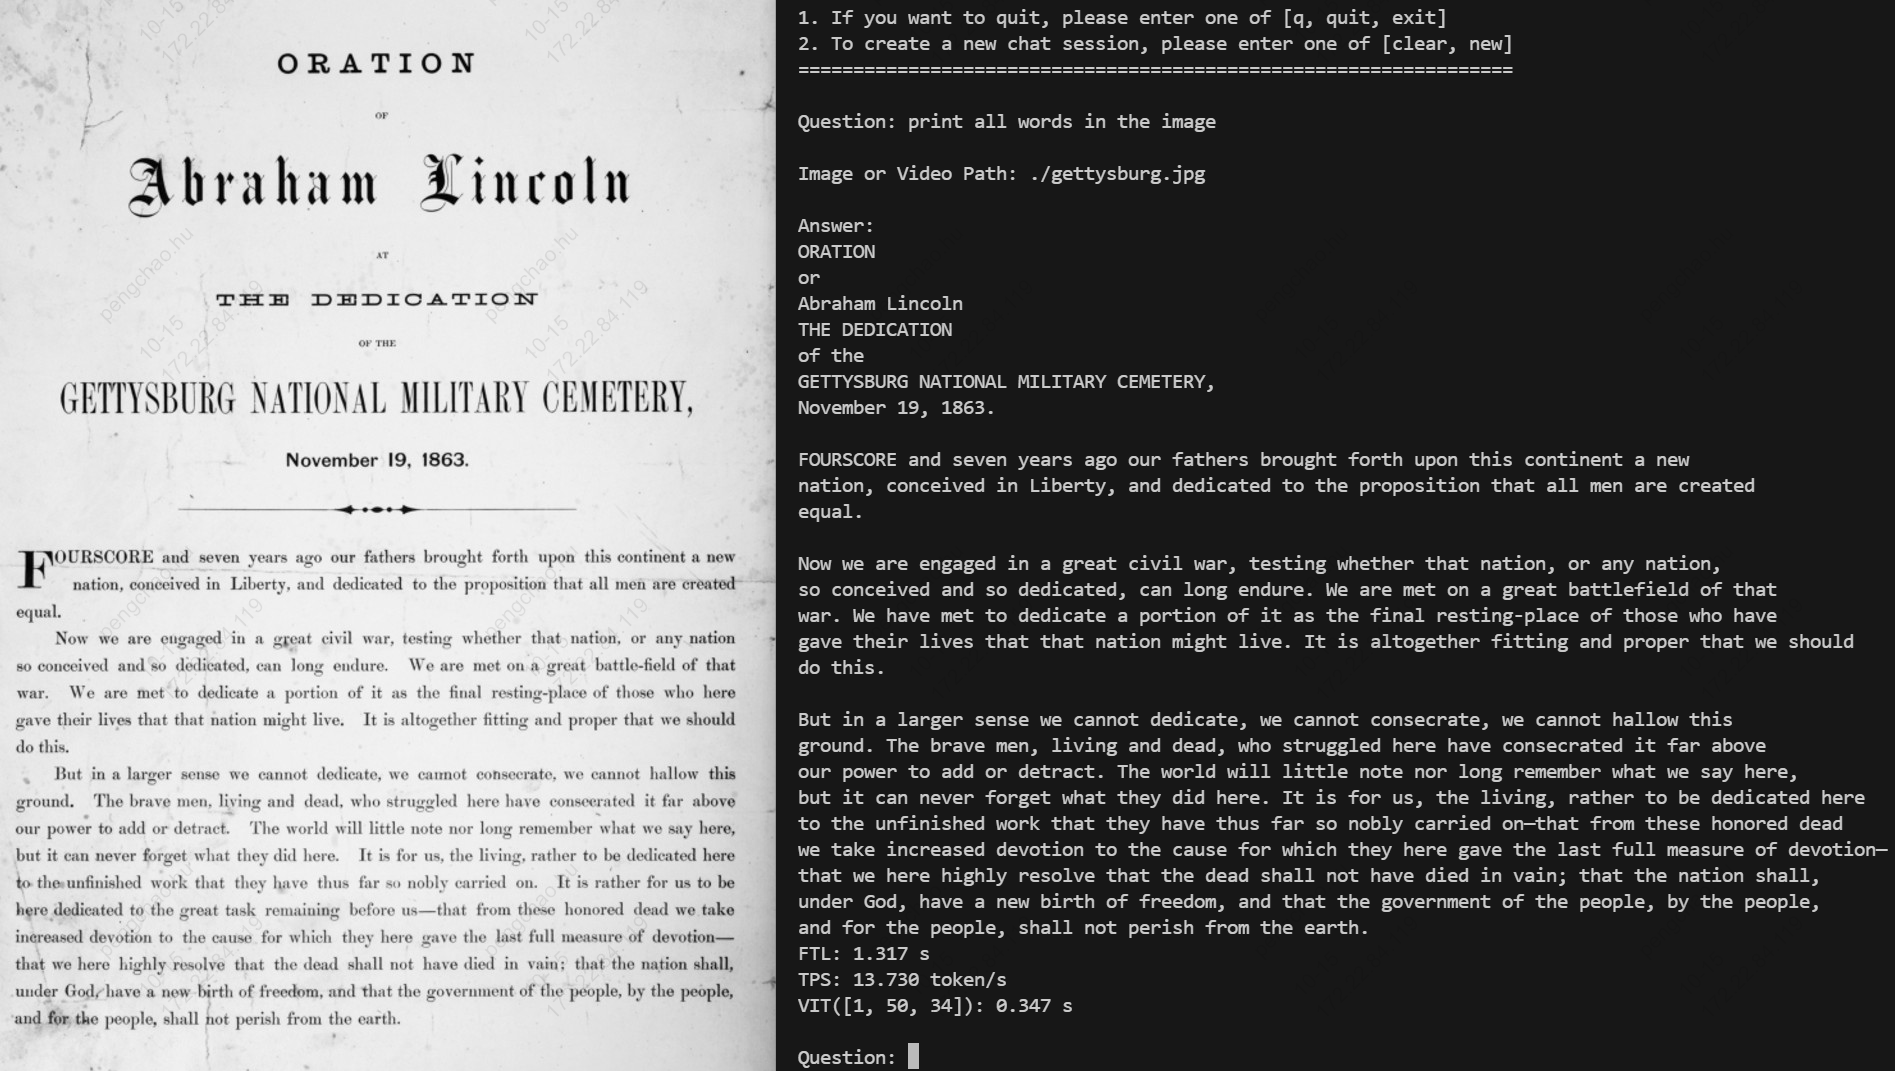 ORATION
OF
Abraham Lincoln
AT
THE DEDICATION
OF THE
GETTYSBURG NATIONAL MILITARY CEMETERY,
November 19, 1863.
FOURSCORE and seven years ago our fathers brought forth upon this continent a new
nation, conceived in Liberty, and dedicated to the proposition that all men are created
equal.
Now we are engaged in a great civil war, testing whether that nation, or any nation
so conceived and so dedicated, can long endure. We are met on a great battle-field of that
war. We are met to dedicate a portion of it as the final resting-place of those who here
gave their lives that that nation might live. It is altogether fitting and proper that we should
do this.
But in a larger sense we cannot dedicate, we cannot consecrate, we cannot hallow this
ground. The brave men, living and dead, who struggled here have consecrated it far above
our power to add or detract. The world will little note nor long remember what we say here,
but it can never forget what they did here. It is for us, the living, rather to be dedicated here
to the unfinished work that they have thus far so nobly carried on. It is rather for us to be
here dedicated to the great task remaining before us—that from these honored dead we take
increased devotion to the cause for which they here gave the last full measure of devotion—
that we here highly resolve that the dead shall not have died in vain; that the nation shall,
under God, have a new birth of freedom, and that the government of the people, by the people,
and for the people, shall not perish from the earth.
pengchao.hu
10-15
172.22.84.119
1. If you want to quit, please enter one of [q, quit, exit]
2. To create a new chat session, please enter one of [clear, new]
=================================================================
Question: print all words in the image
Image or Video Path: ./gettysburg.jpg
Answer:
ORATION
or
Abraham Lincoln
THE DEDICATION
of the
GETTYSBURG NATIONAL MILITARY CEMETERY,
November 19, 1863.
FOURSCORE and seven years ago our fathers brought forth upon this continent a new
nation, conceived in Liberty, and dedicated to the proposition that all men are created
equal.
Now we are engaged in a great civil war, testing whether that nation, or any nation,
so conceived and so dedicated, can long endure. We are met on a great battlefield of that
war. We have met to dedicate a portion of it as the final resting-place of those who have
gave their lives that that nation might live. It is altogether fitting and proper that we should
do this.
But in a larger sense we cannot dedicate, we cannot consecrate, we cannot hallow this
ground. The brave men, living and dead, who struggled here have consecrated it far above
our power to add or detract. The world will little note nor long remember what we say here,
but it can never forget what they did here. It is for us, the living, rather to be dedicated here
to the unfinished work that they have thus far so nobly carried on—that from these honored dead
we take increased devotion to the cause for which they here gave the last full measure of devotion—
that we here highly resolve that the dead shall not have died in vain; that the nation shall,
under God, have a new birth of freedom, and that the government of the people, by the people,
and for the people, shall not perish from the earth.
FTL: 1.317 s
TPS: 13.730 token/s
VIT([1, 50, 34]): 0.347 s
Question: